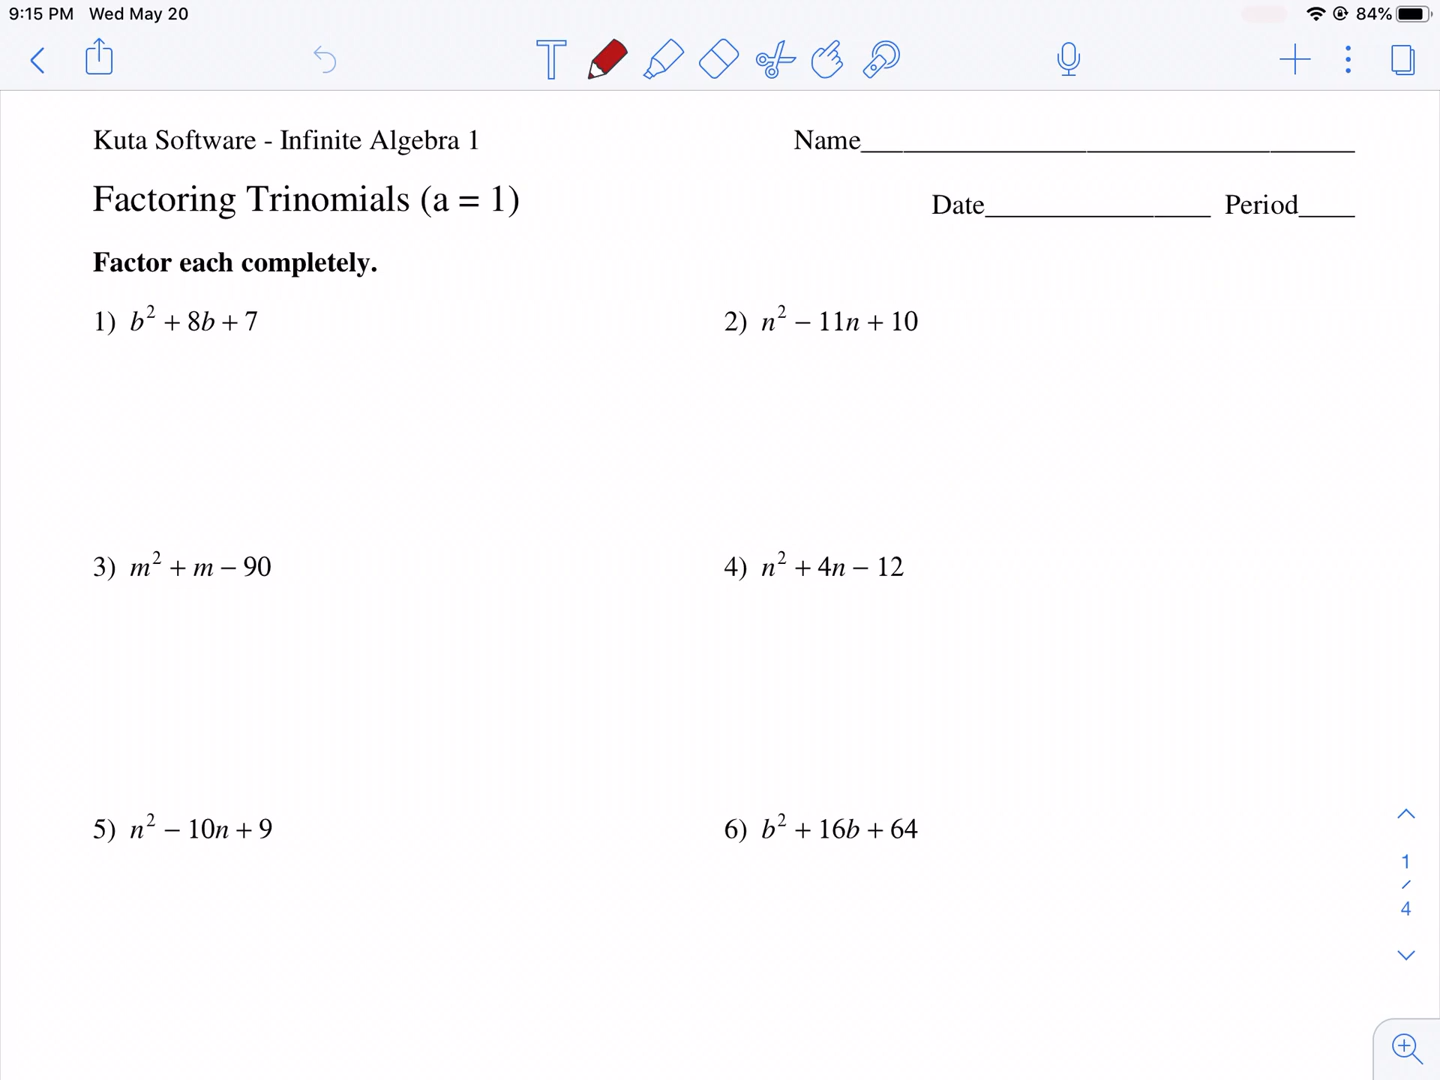 9:15 PM Wed May 20 84%
T
Kuta Software - Infinite Algebra 1 Name
Factoring Trinomials (a = 1) Date Period
Factor each completely.
1) b² + 8b + 7 2) n² − 11n + 10
3) m² + m − 90 4) n² + 4n − 12
5) n² − 10n + 9 6) b² + 16b + 64
1
/
4